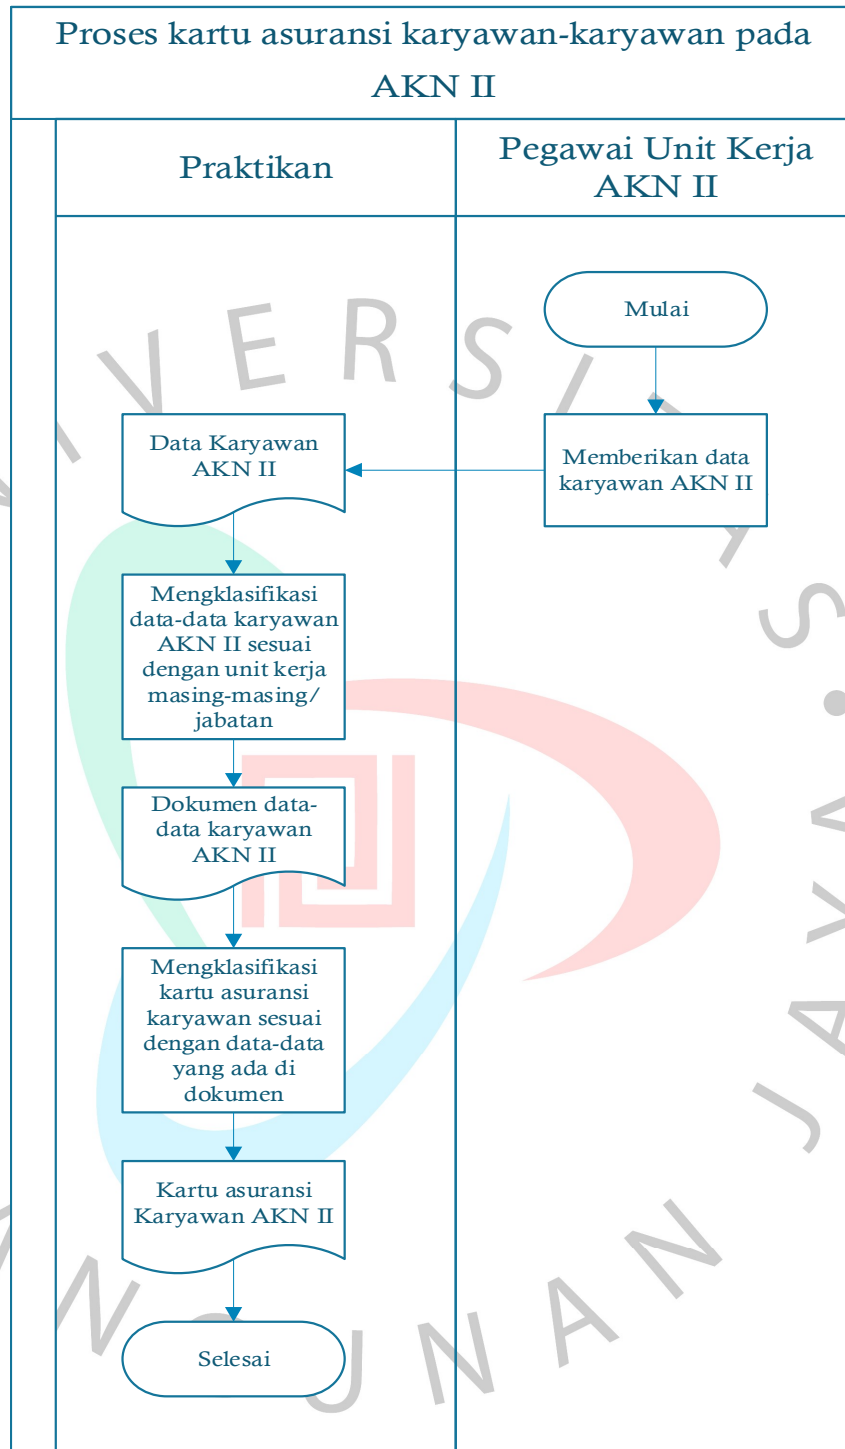 Proses kartu asuransi karyawan-karyawan pada
AKN II
Praktikan
Pegawai Unit Kerja
AKN II
Mulai
Memberikan data
karyawan AKN II
Data Karyawan
AKN II
Mengklasifikasi
data-data karyawan
AKN II sesuai
dengan unit kerja
masing-masing/
jabatan
Dokumen data-
data karyawan
AKN II
Mengklasifikasi
kartu asuransi
karyawan sesuai
dengan data-data
yang ada di
dokumen
Kartu asuransi
Karyawan AKN II
Selesai